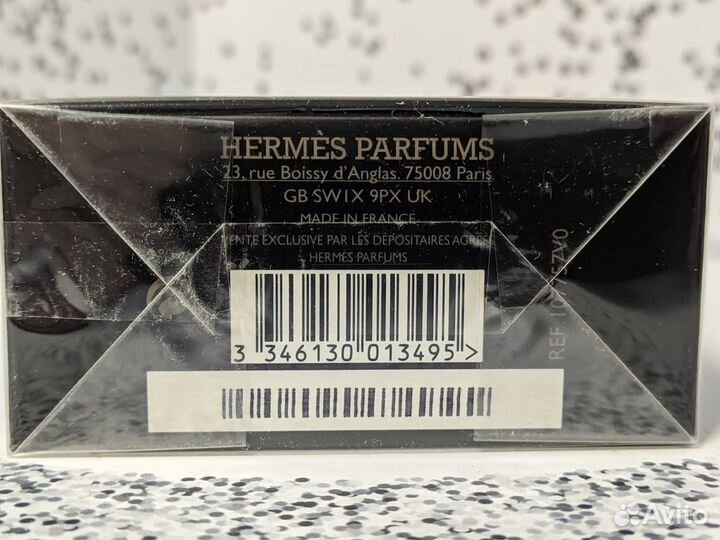 HERMÈS PARFUMS
23, rue Boissy d'Anglas. 75008 Paris
GB SW1X 9PX UK
MADE IN FRANCE
VENTE EXCLUSIVE PAR LES DÉPOSITAIRES AGRÉÉS
HERMÈS PARFUMS
3 346130 013495 >
REF.
Avito